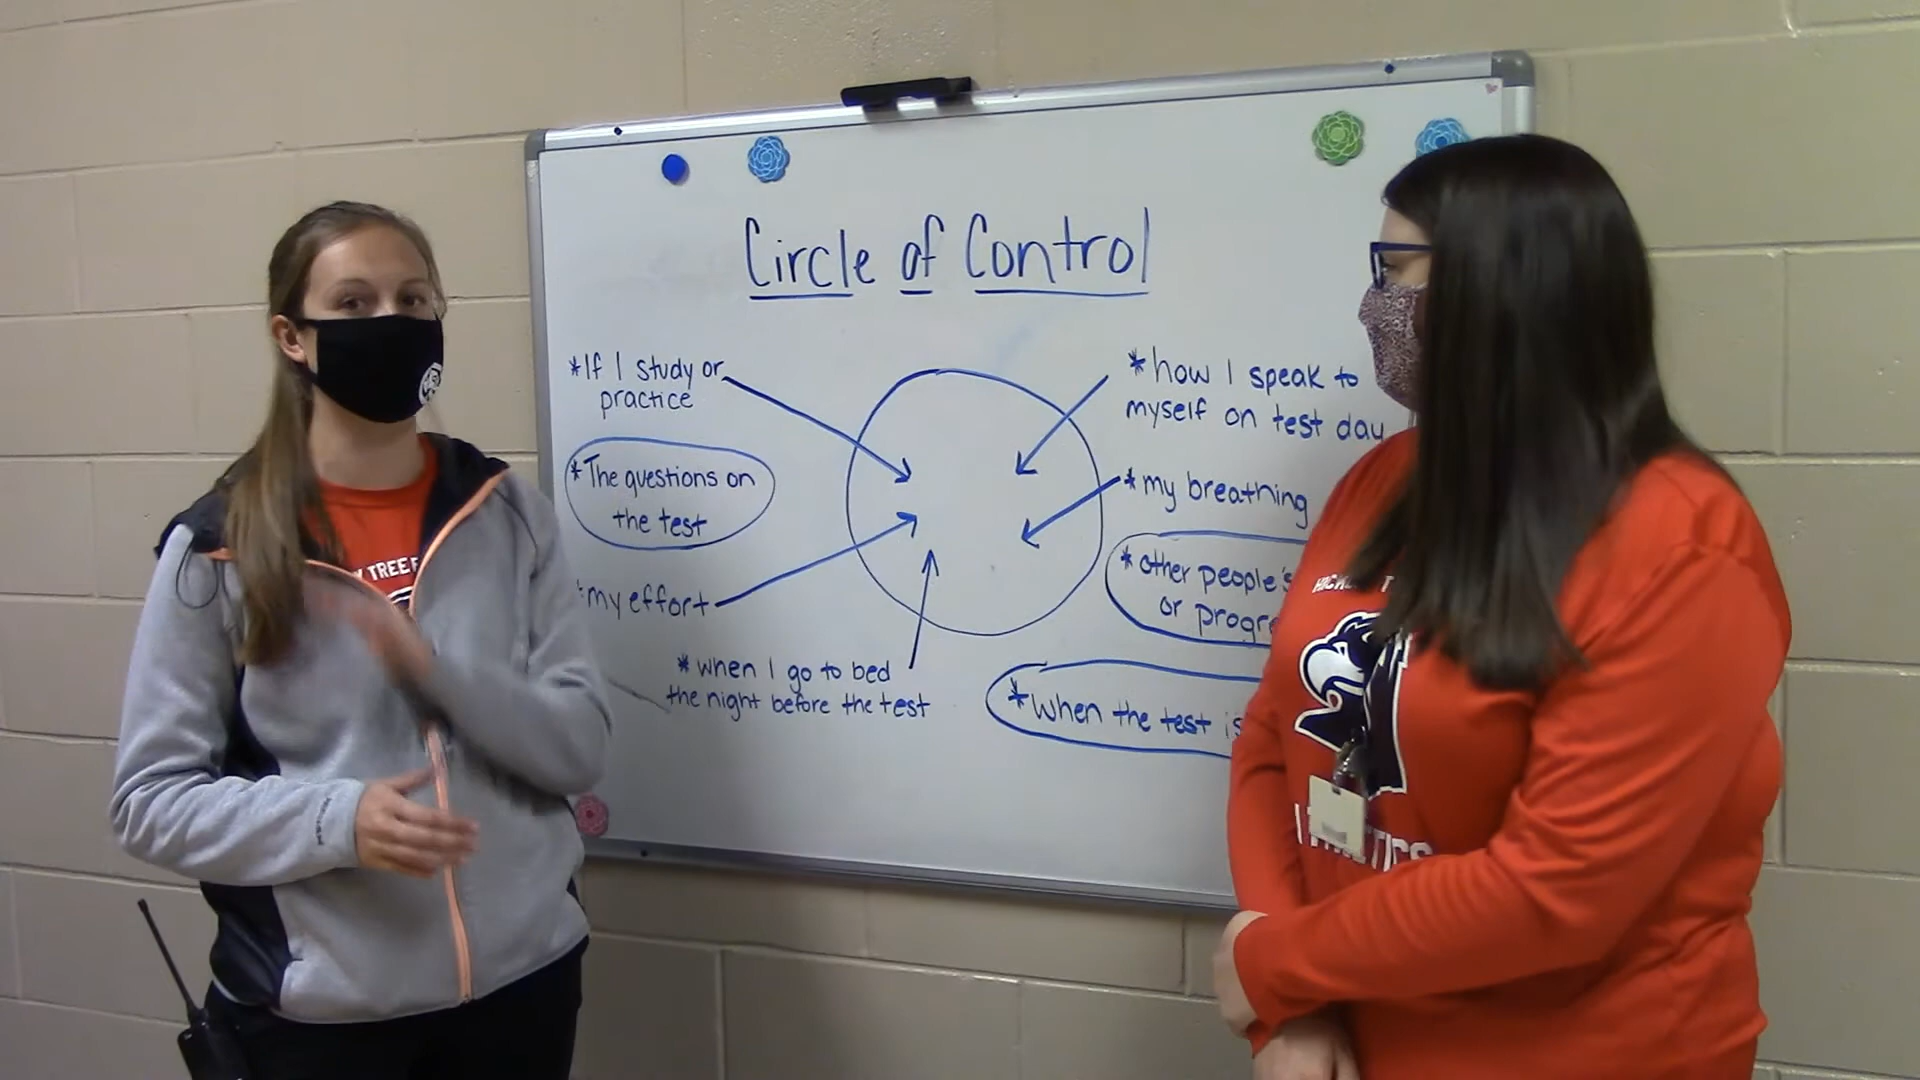 Circle of Control
*If I study or
practice
*The questions on
the test
*my effort
*when I go to bed
the night before the test
*how I speak to
myself on test day
*my breathing
*other people's
or
*when the test is
TREE